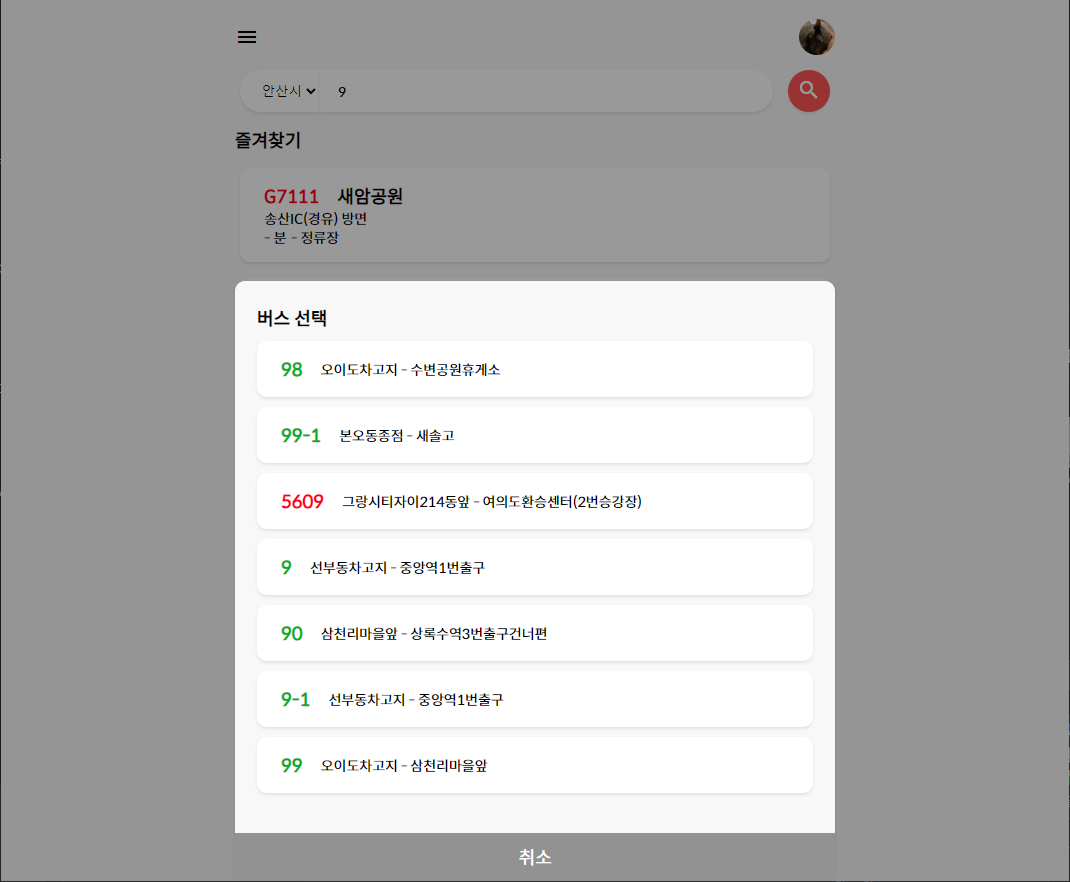 안산시 9
즐겨찾기
G7111 새암공원
송산IC(경유) 방면
- 분 - 정류장
버스 선택
98 오이도차고지 - 수변공원휴게소
99-1 본오동종점 - 새솔고
5609 그랑시티자이214동앞 - 여의도환승센터(2번승강장)
9 선부동차고지 - 중앙역1번출구
90 삼천리마을앞 - 상록수역3번출구건너편
9-1 선부동차고지 - 중앙역1번출구
99 오이도차고지 - 삼천리마을앞
취소